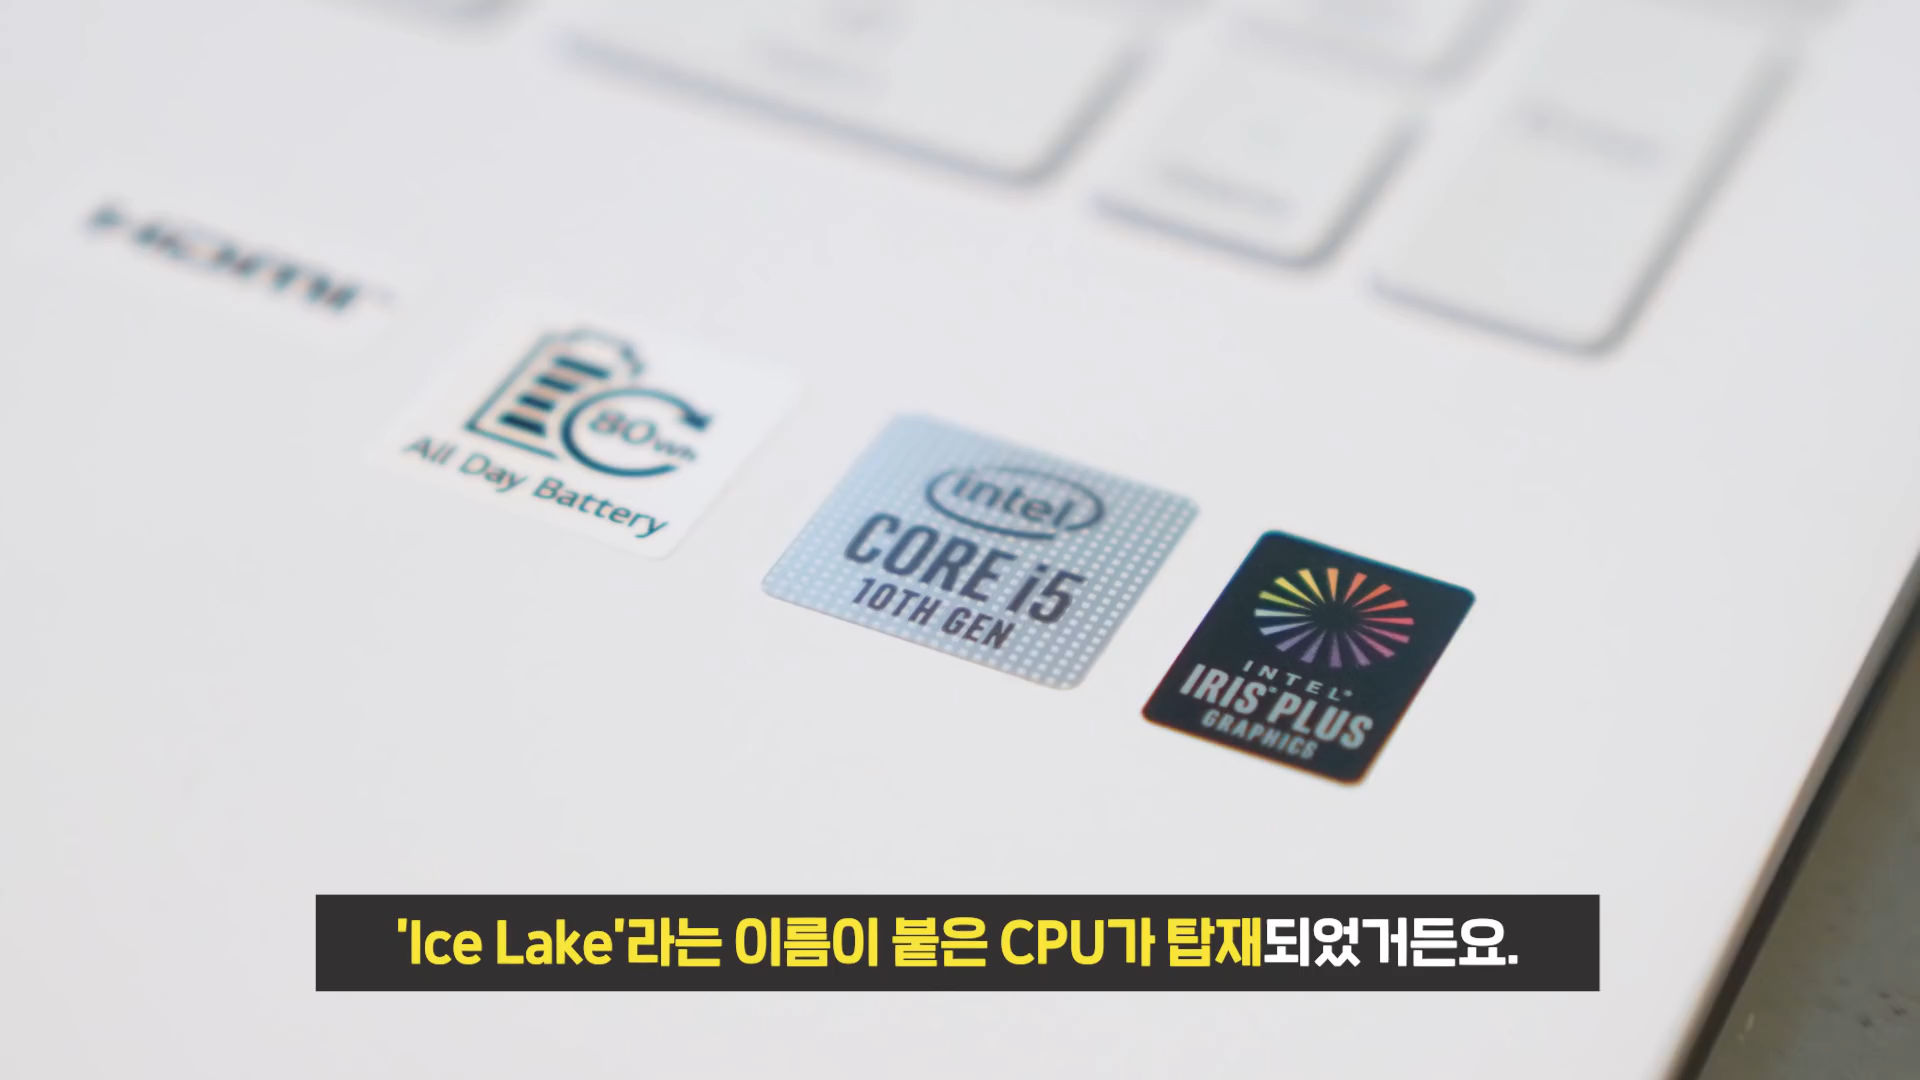 HDMI
80Wh
All Day Battery
intel
CORE i5
10TH GEN
INTEL®
IRIS® PLUS
GRAPHICS
'Ice Lake'라는 이름이 붙은 CPU가 탑재되었거든요.